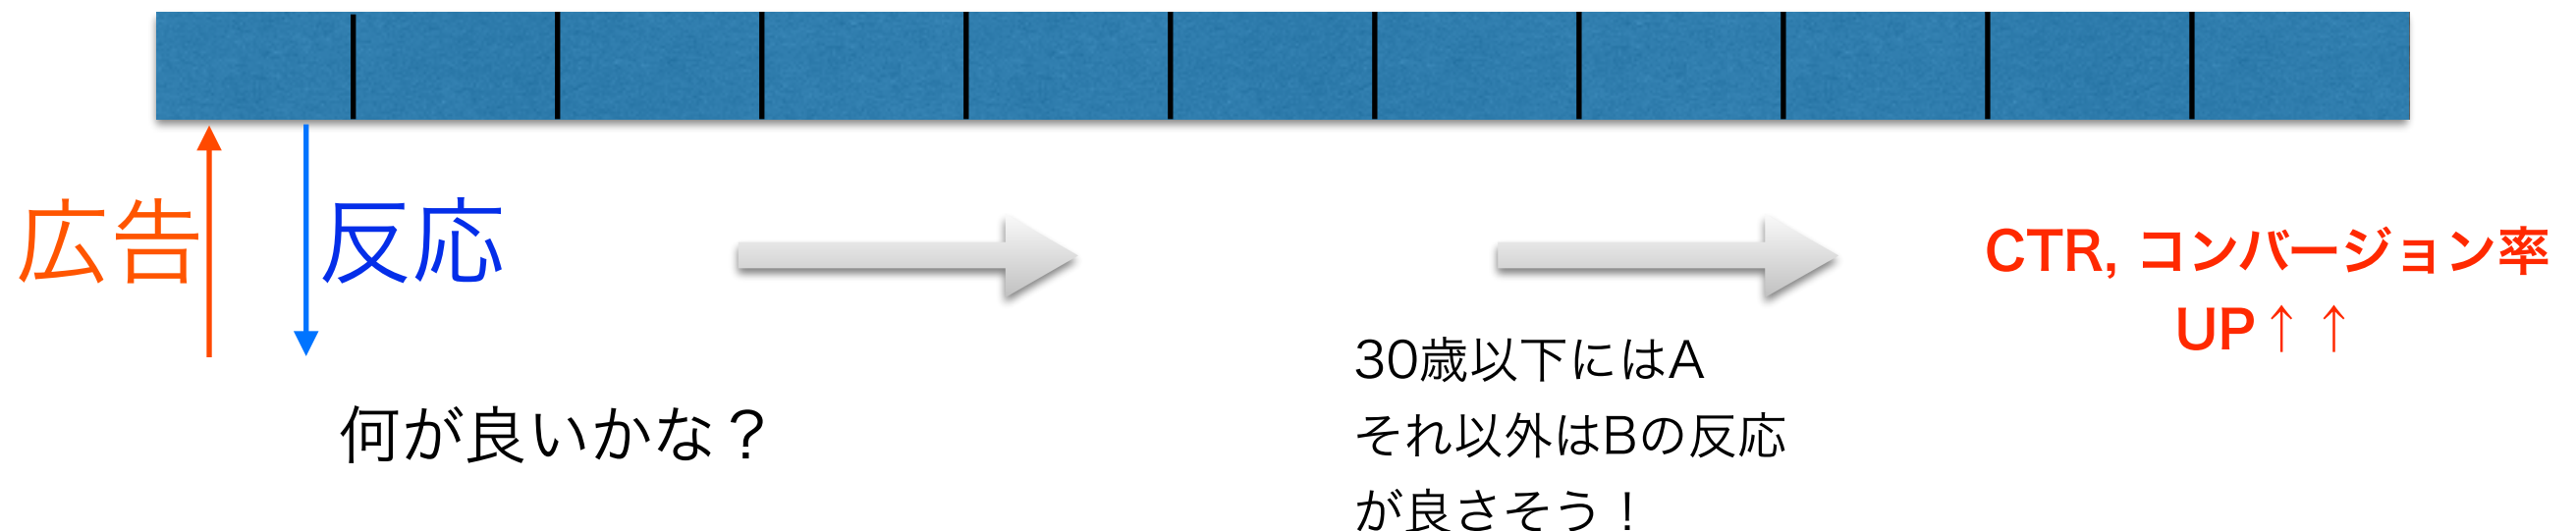 広告
反応
何が良いかな？
30歳以下にはA
それ以外はBの反応
が良さそう！
CTR, コンバージョン率
UP↑↑